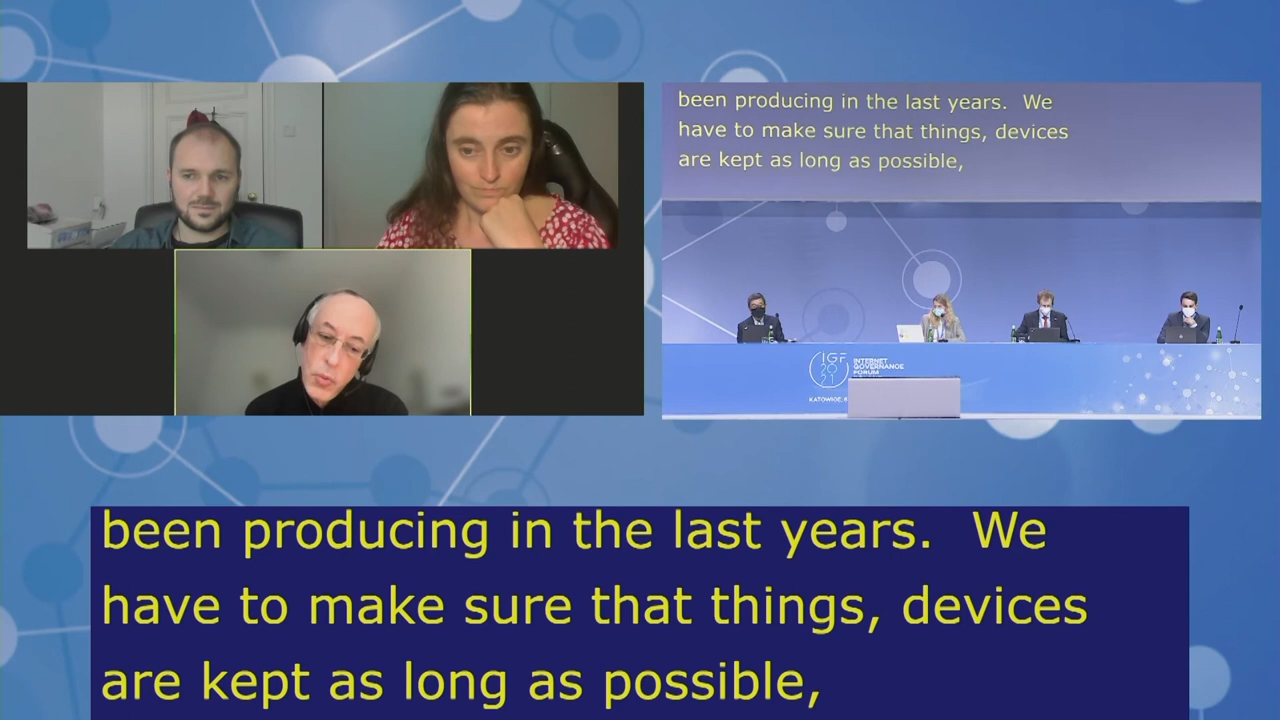 been producing in the last years.  We
have to make sure that things, devices
are kept as long as possible,
IGF
2021
INTERNET
GOVERNANCE
FORUM
been producing in the last years.  We
have to make sure that things, devices
are kept as long as possible,